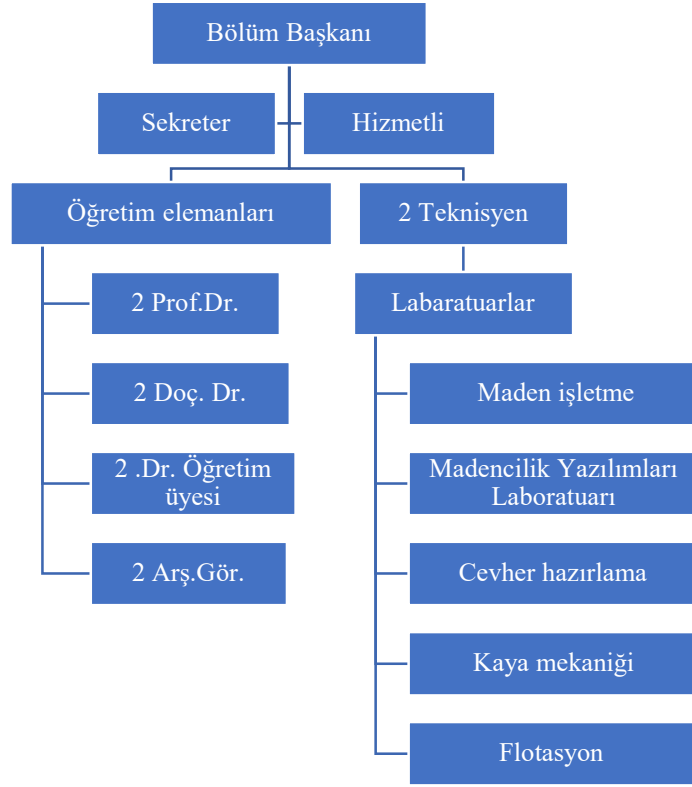 Bölüm Başkanı
Sekreter
Hizmetli
Öğretim elemanları
2 Teknisyen
2 Prof.Dr.
2 Doç. Dr.
2 .Dr. Öğretim
üyesi
2 Arş.Gör.
Labaratuarlar
Maden işletme
Madencilik Yazılımları
Laboratuarı
Cevher hazırlama
Kaya mekaniği
Flotasyon